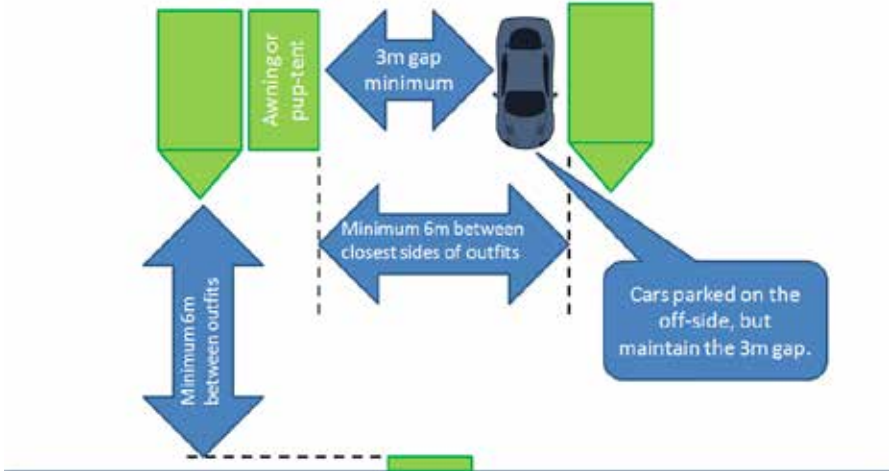 Awning or
pup-tent
3m gap
minimum
Minimum 6m between
closest sides of outfits
Minimum 6m
between outfits
Cars parked on the
off-side, but
maintain the 3m gap.